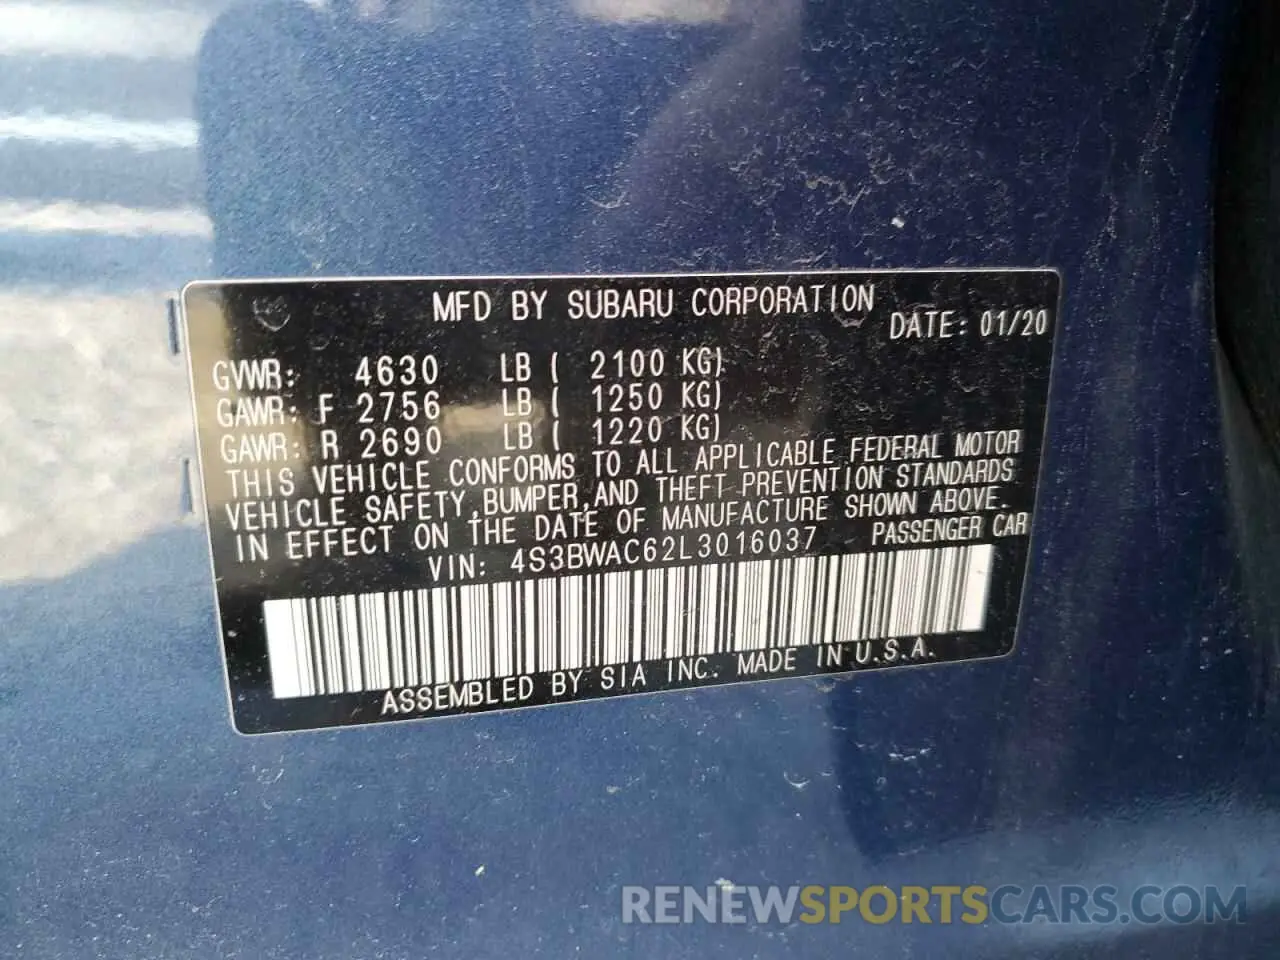 MFD BY SUBARU CORPORATION
DATE: 01/20
GVWR: 4630 LB ( 2100 KG)
GAWR: F 2756 LB ( 1250 KG)
GAWR: R 2690 LB ( 1220 KG)
THIS VEHICLE CONFORMS TO ALL APPLICABLE FEDERAL MOTOR
VEHICLE SAFETY,BUMPER,AND THEFT PREVENTION STANDARDS
IN EFFECT ON THE DATE OF MANUFACTURE SHOWN ABOVE.
VIN: 4S3BWAC62L3016037 PASSENGER CAR
ASSEMBLED BY SIA INC. MADE IN U.S.A.
RENEWSPORTSCARS.COM